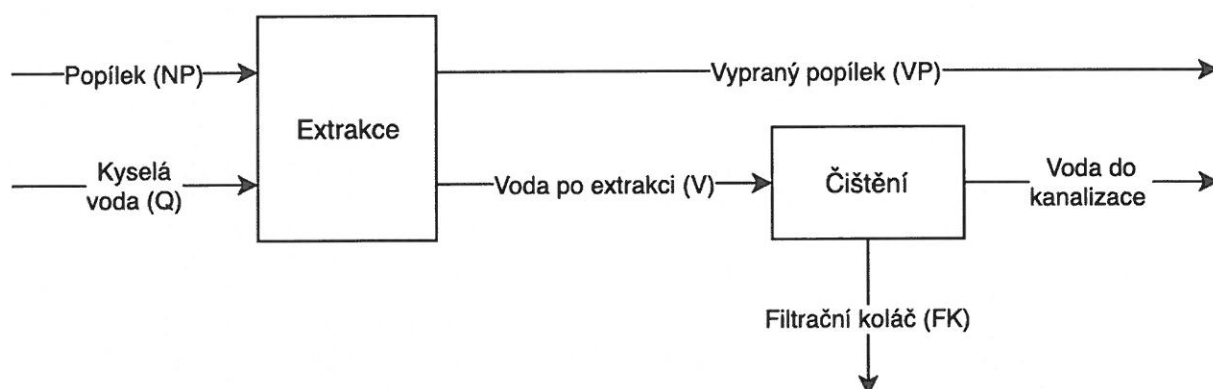 Popílek (NP)
Vypraný popílek (VP)
Extrakce
Kyselá
voda (Q)
Voda po extrakci (V)
Čištění
Voda do
kanalizace
Filtrační koláč (FK)